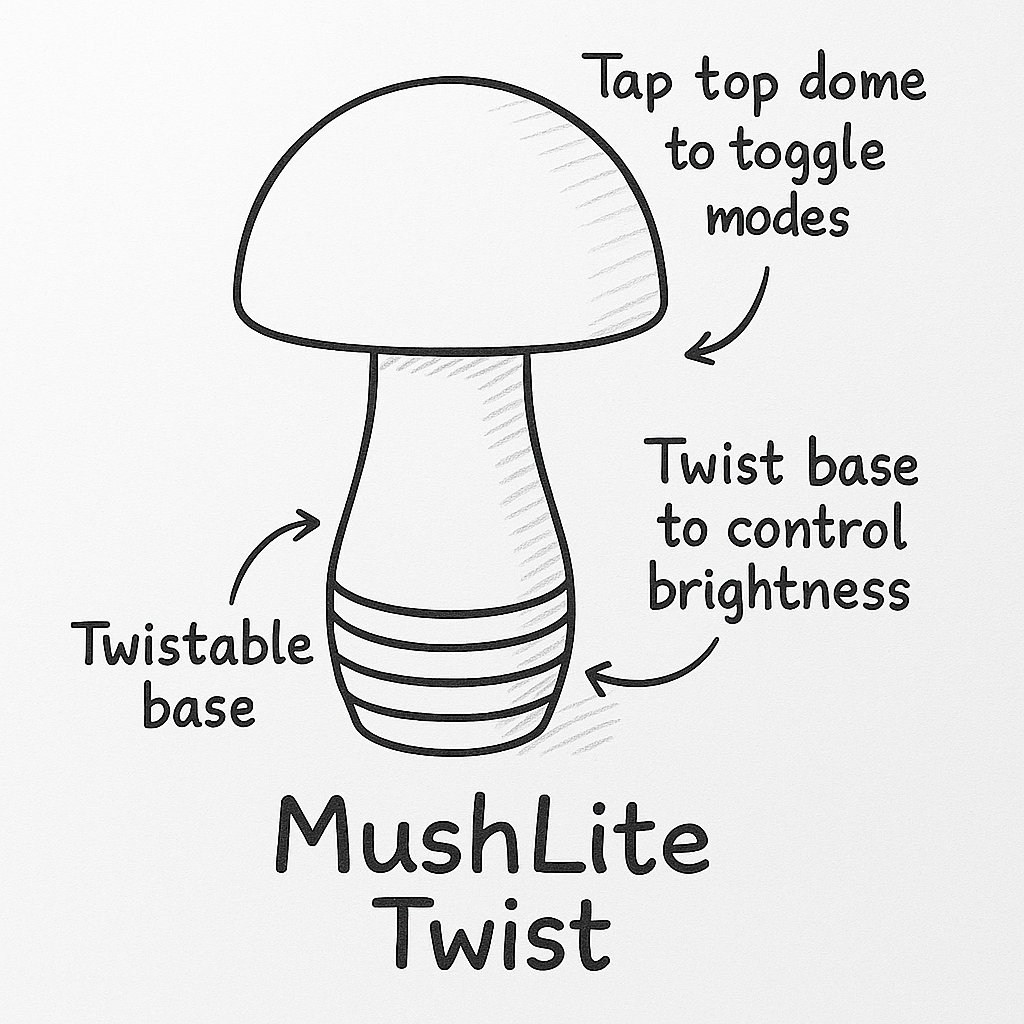 Tap top dome
to toggle
modes
Twist base
to control
brightness
Twistable
base
MushLite
Twist